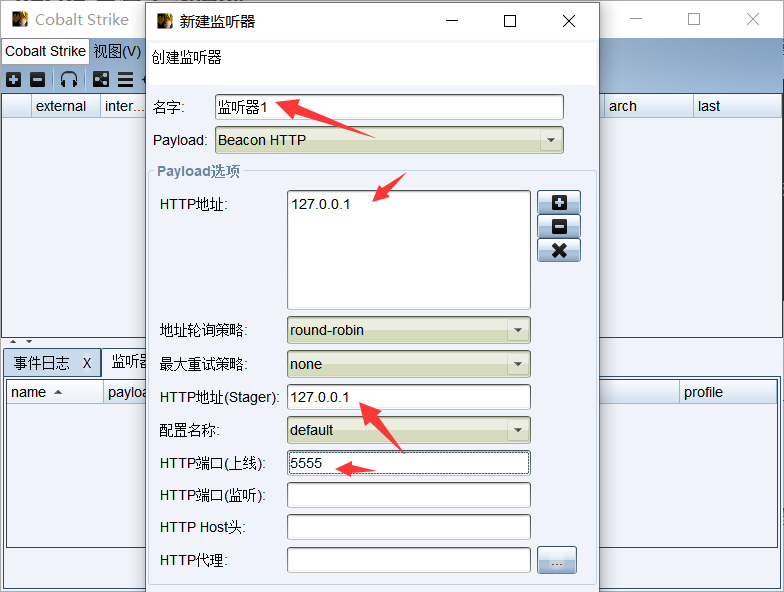 Cobalt Strike
新建监听器
Cobalt Strike 视图(V)
创建监听器
external inter...
arch last
名字: 监听器1
Payload: Beacon HTTP
Payload选项
HTTP地址: 127.0.0.1
地址轮询策略: round-robin
最大重试策略: none
HTTP地址(Stager): 127.0.0.1
配置名称: default
HTTP端口(上线): 5555
HTTP端口(监听):
HTTP Host头:
HTTP代理: ...
事件日志 X 监听
name
profile